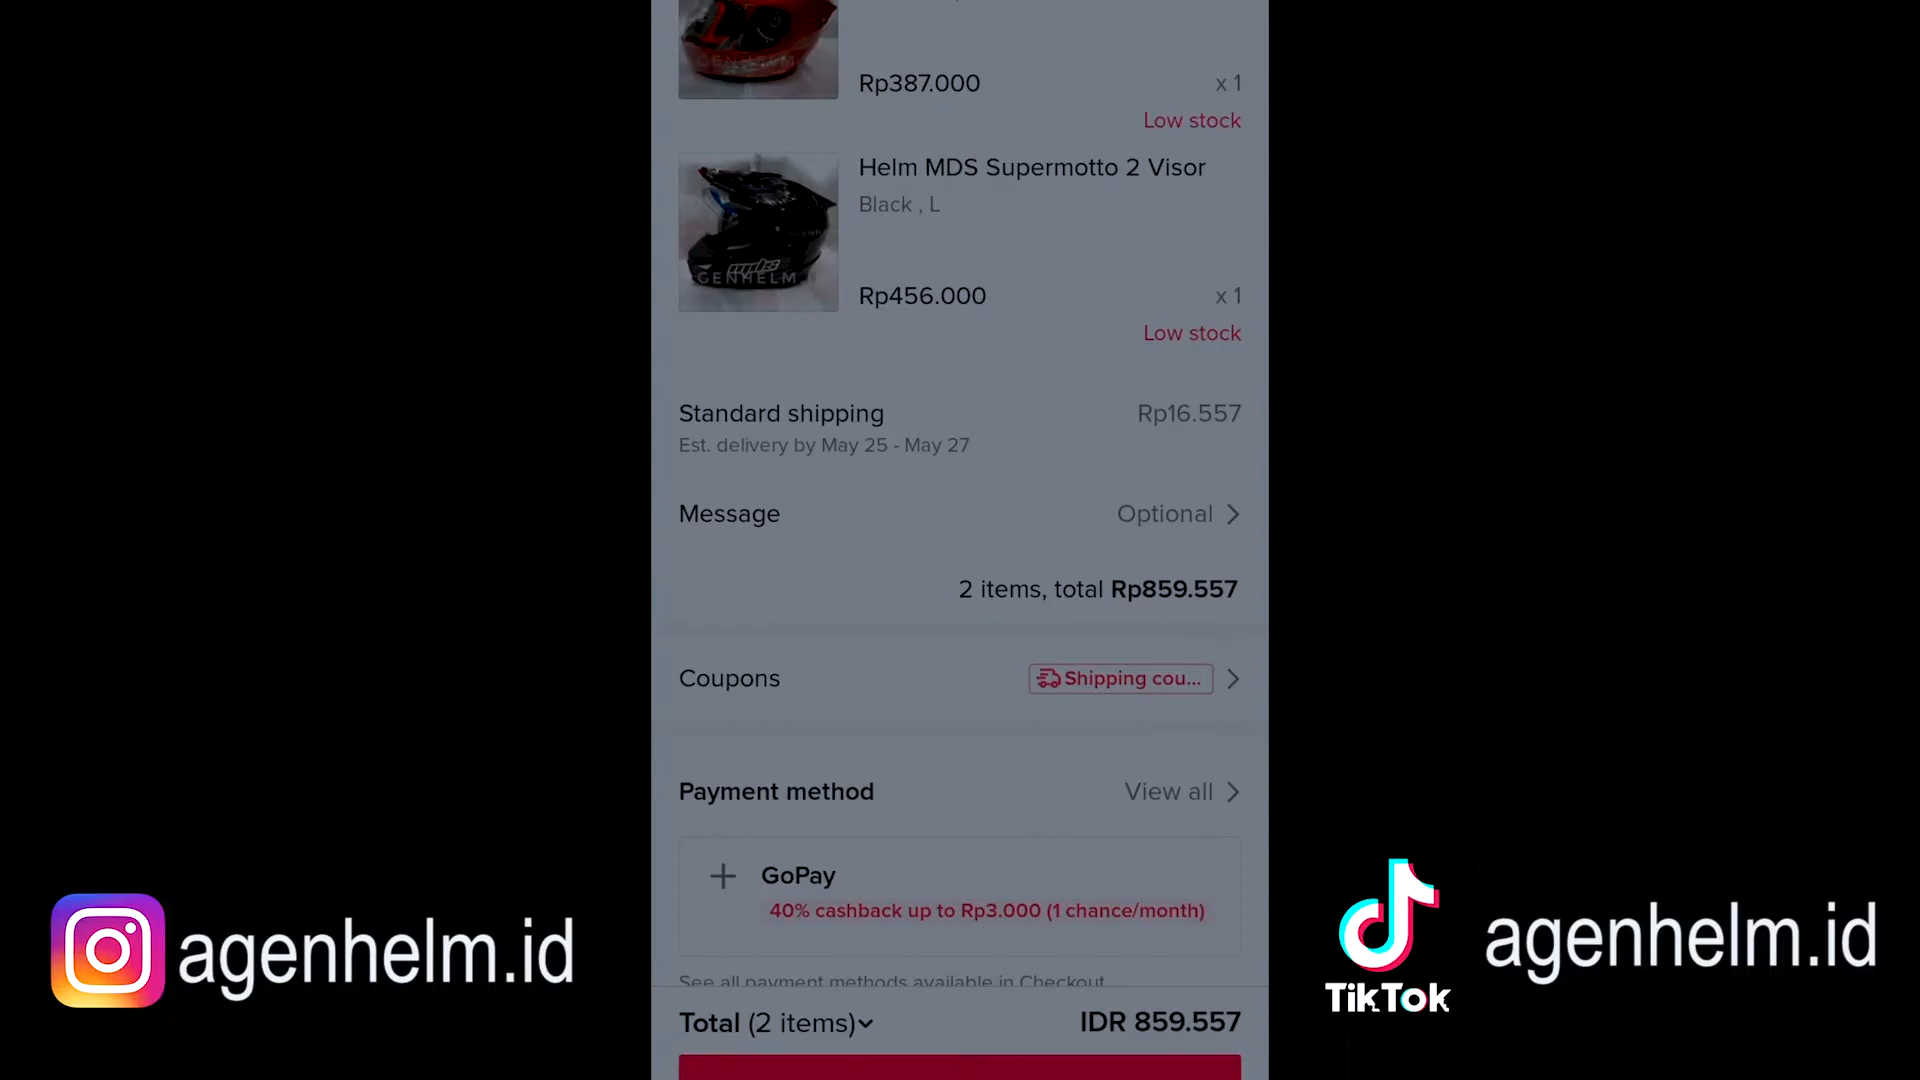 GENHELM
Rp387.000 x 1
Low stock
Helm MDS Supermotto 2 Visor
Black , L
mds
GENHELM
Rp456.000 x 1
Low stock
Standard shipping Rp16.557
Est. delivery by May 25 - May 27
Message Optional
2 items, total Rp859.557
Coupons Shipping cou...
Payment method View all
GoPay
40% cashback up to Rp3.000 (1 chance/month)
See all payment methods available in Checkout
Total (2 items) IDR 859.557
agenhelm.id
TikTok
agenhelm.id